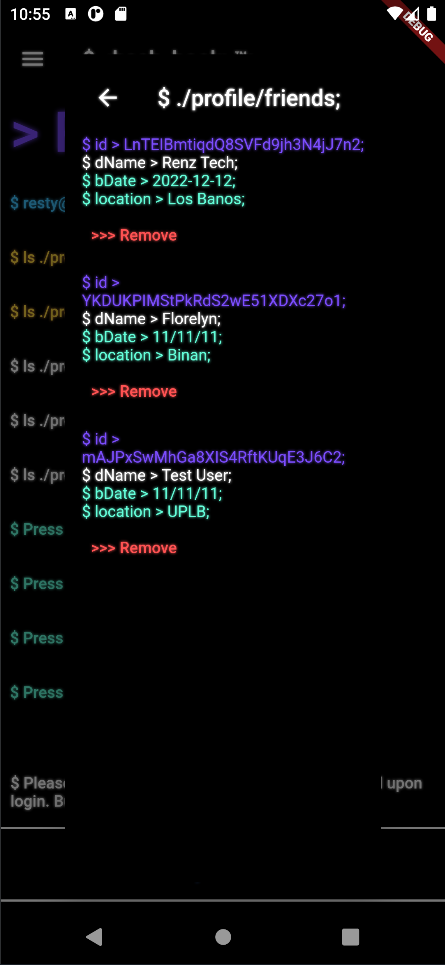 10:55
DEBUG
$ ./profile/friends;
$ id > LnTEIBmtiqdQ8SVFd9jh3N4jJ7n2;
$ dName > Renz Tech;
$ bDate > 2022-12-12;
$ location > Los Banos;
>>> Remove
$ id >
YKDUKPIMStPkRdS2wE51XDXc27o1;
$ dName > Florelyn;
$ bDate > 11/11/11;
$ location > Binan;
>>> Remove
$ id >
mAJPxSwMhGa8XIS4RftKUqE3J6C2;
$ dName > Test User;
$ bDate > 11/11/11;
$ location > UPLB;
>>> Remove
>
$ resty@
$ ls ./pr
$ ls ./pr
$ ls ./pr
$ ls ./pr
$ ls ./pr
$ Press
$ Press
$ Press
$ Press
$ Please upon
login. B